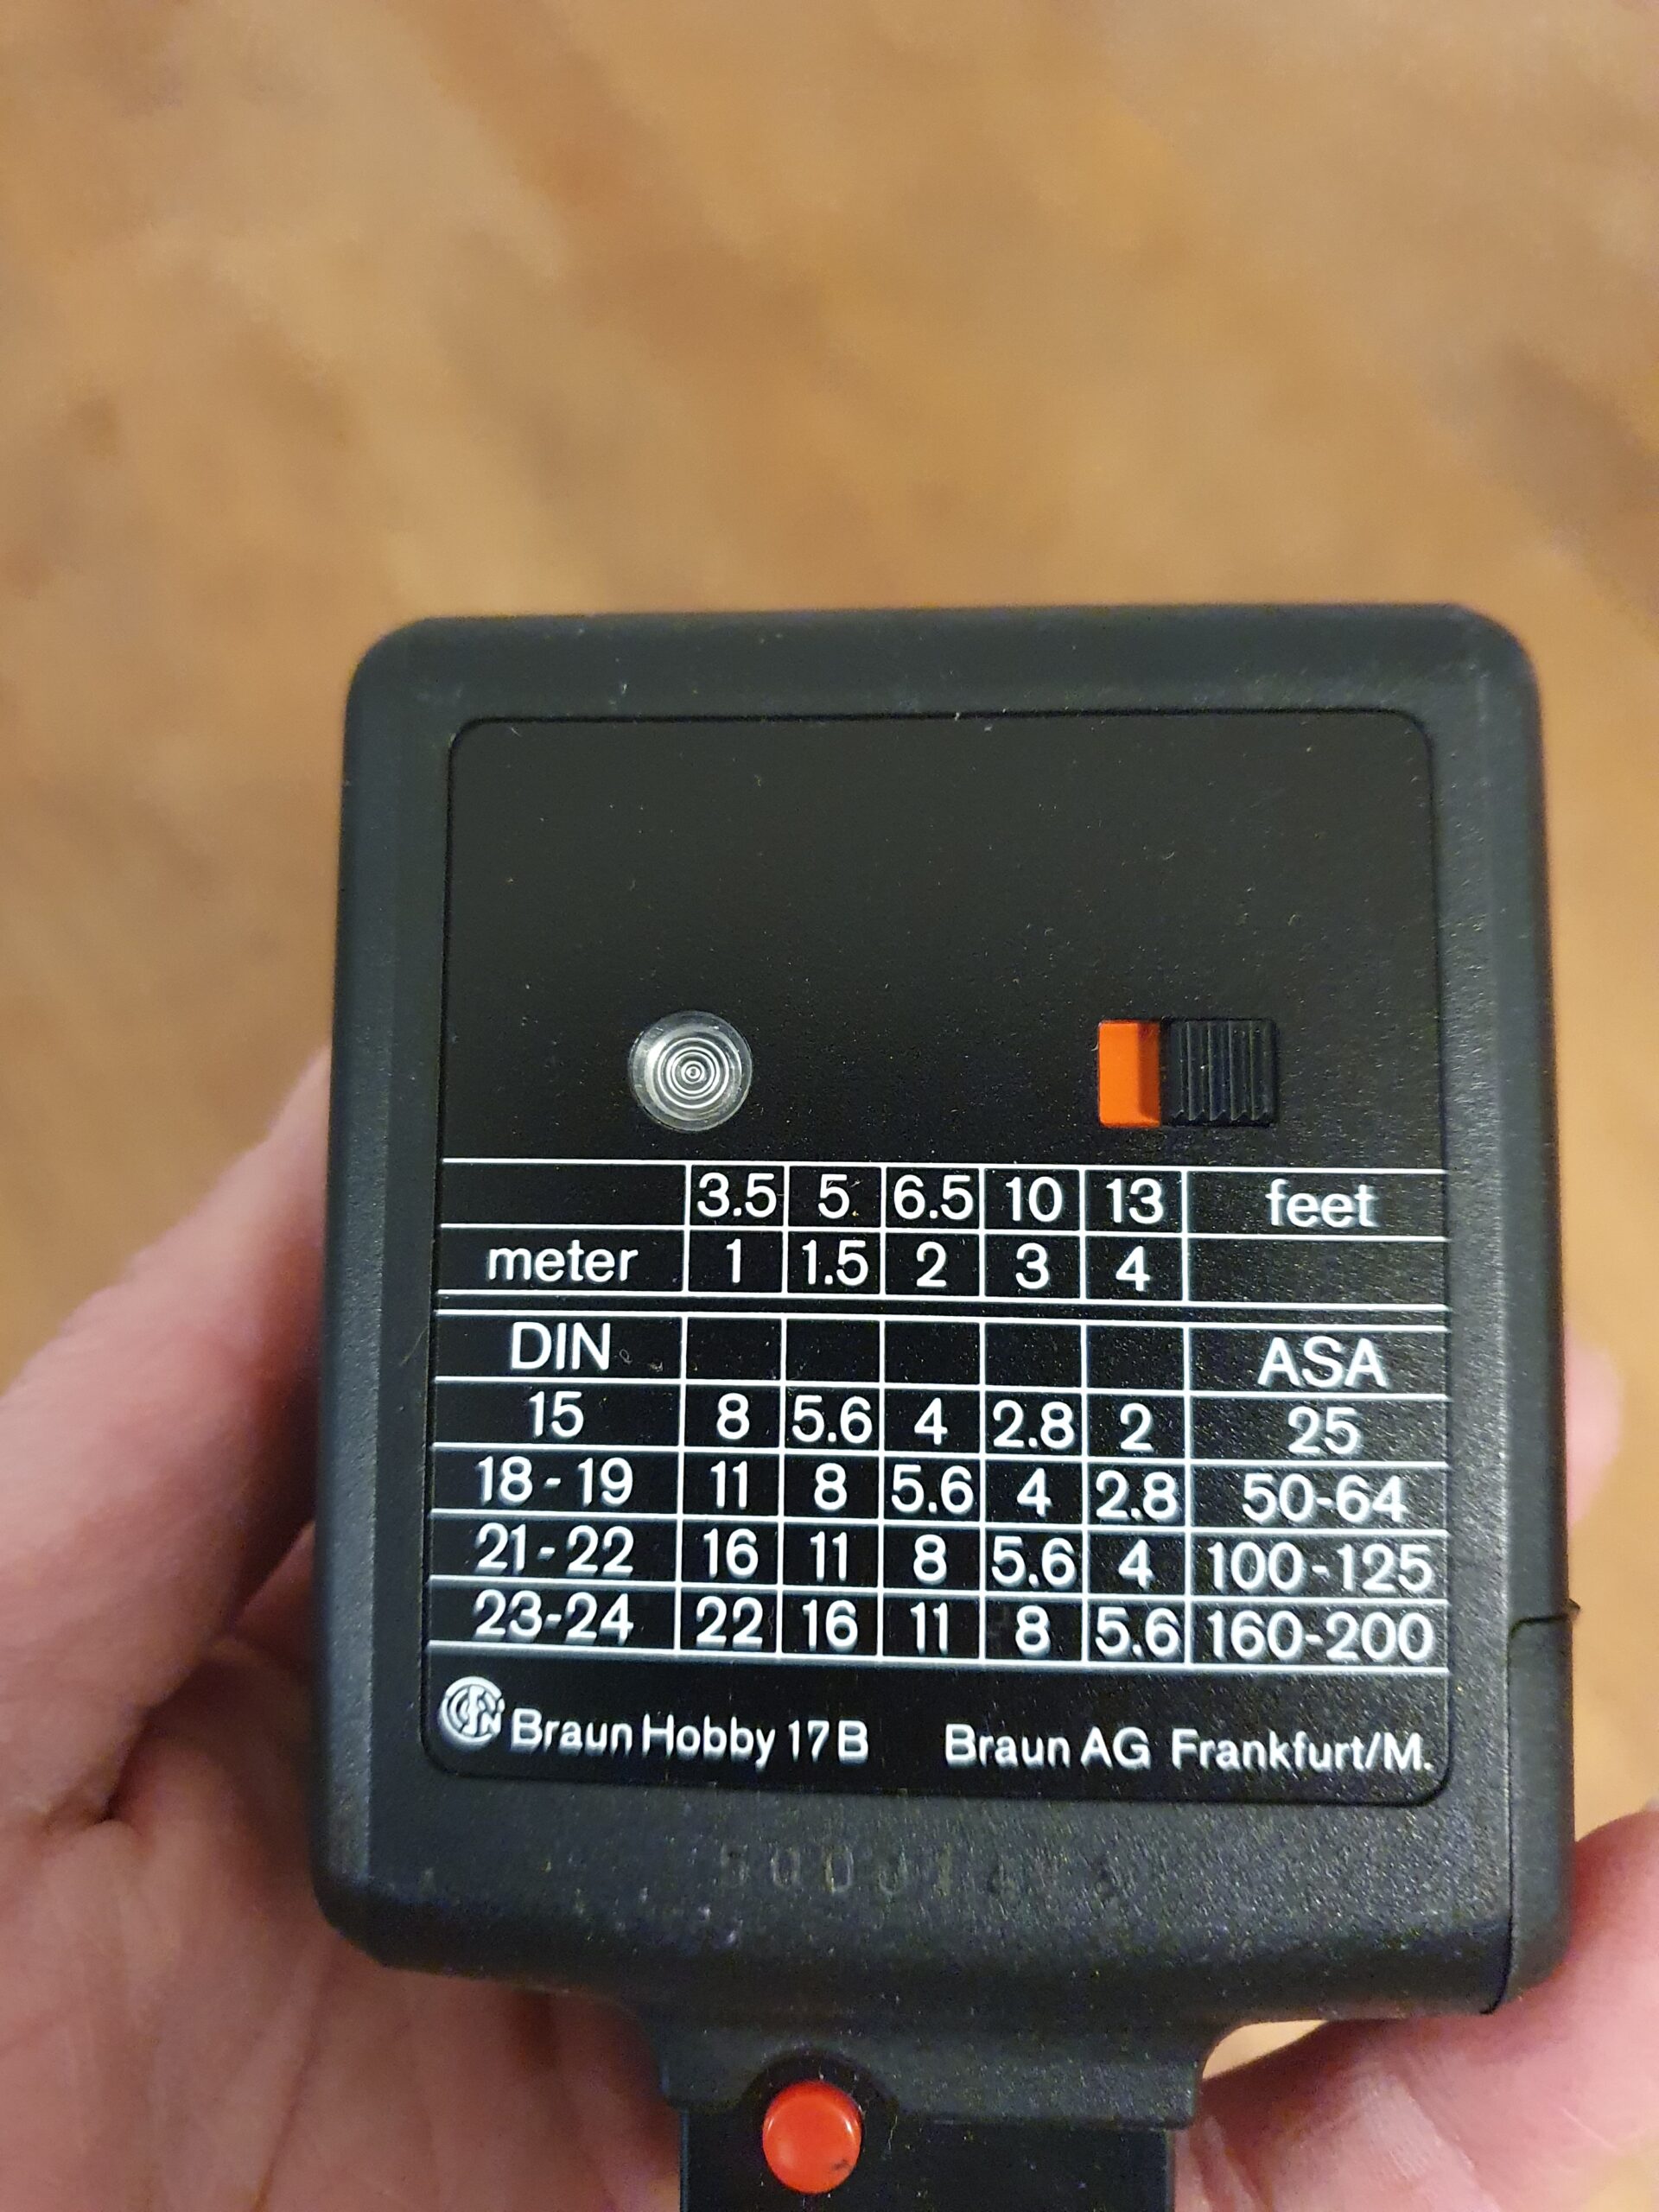 3.5 5 6.5 10 13 feet
meter 1 1.5 2 3 4
DIN ASA
15 8 5.6 4 2.8 2 25
18-19 11 8 5.6 4 2.8 50-64
21-22 16 11 8 5.6 4 100-125
23-24 22 16 11 8 5.6 160-200
Braun Hobby 17B Braun AG Frankfurt/M.